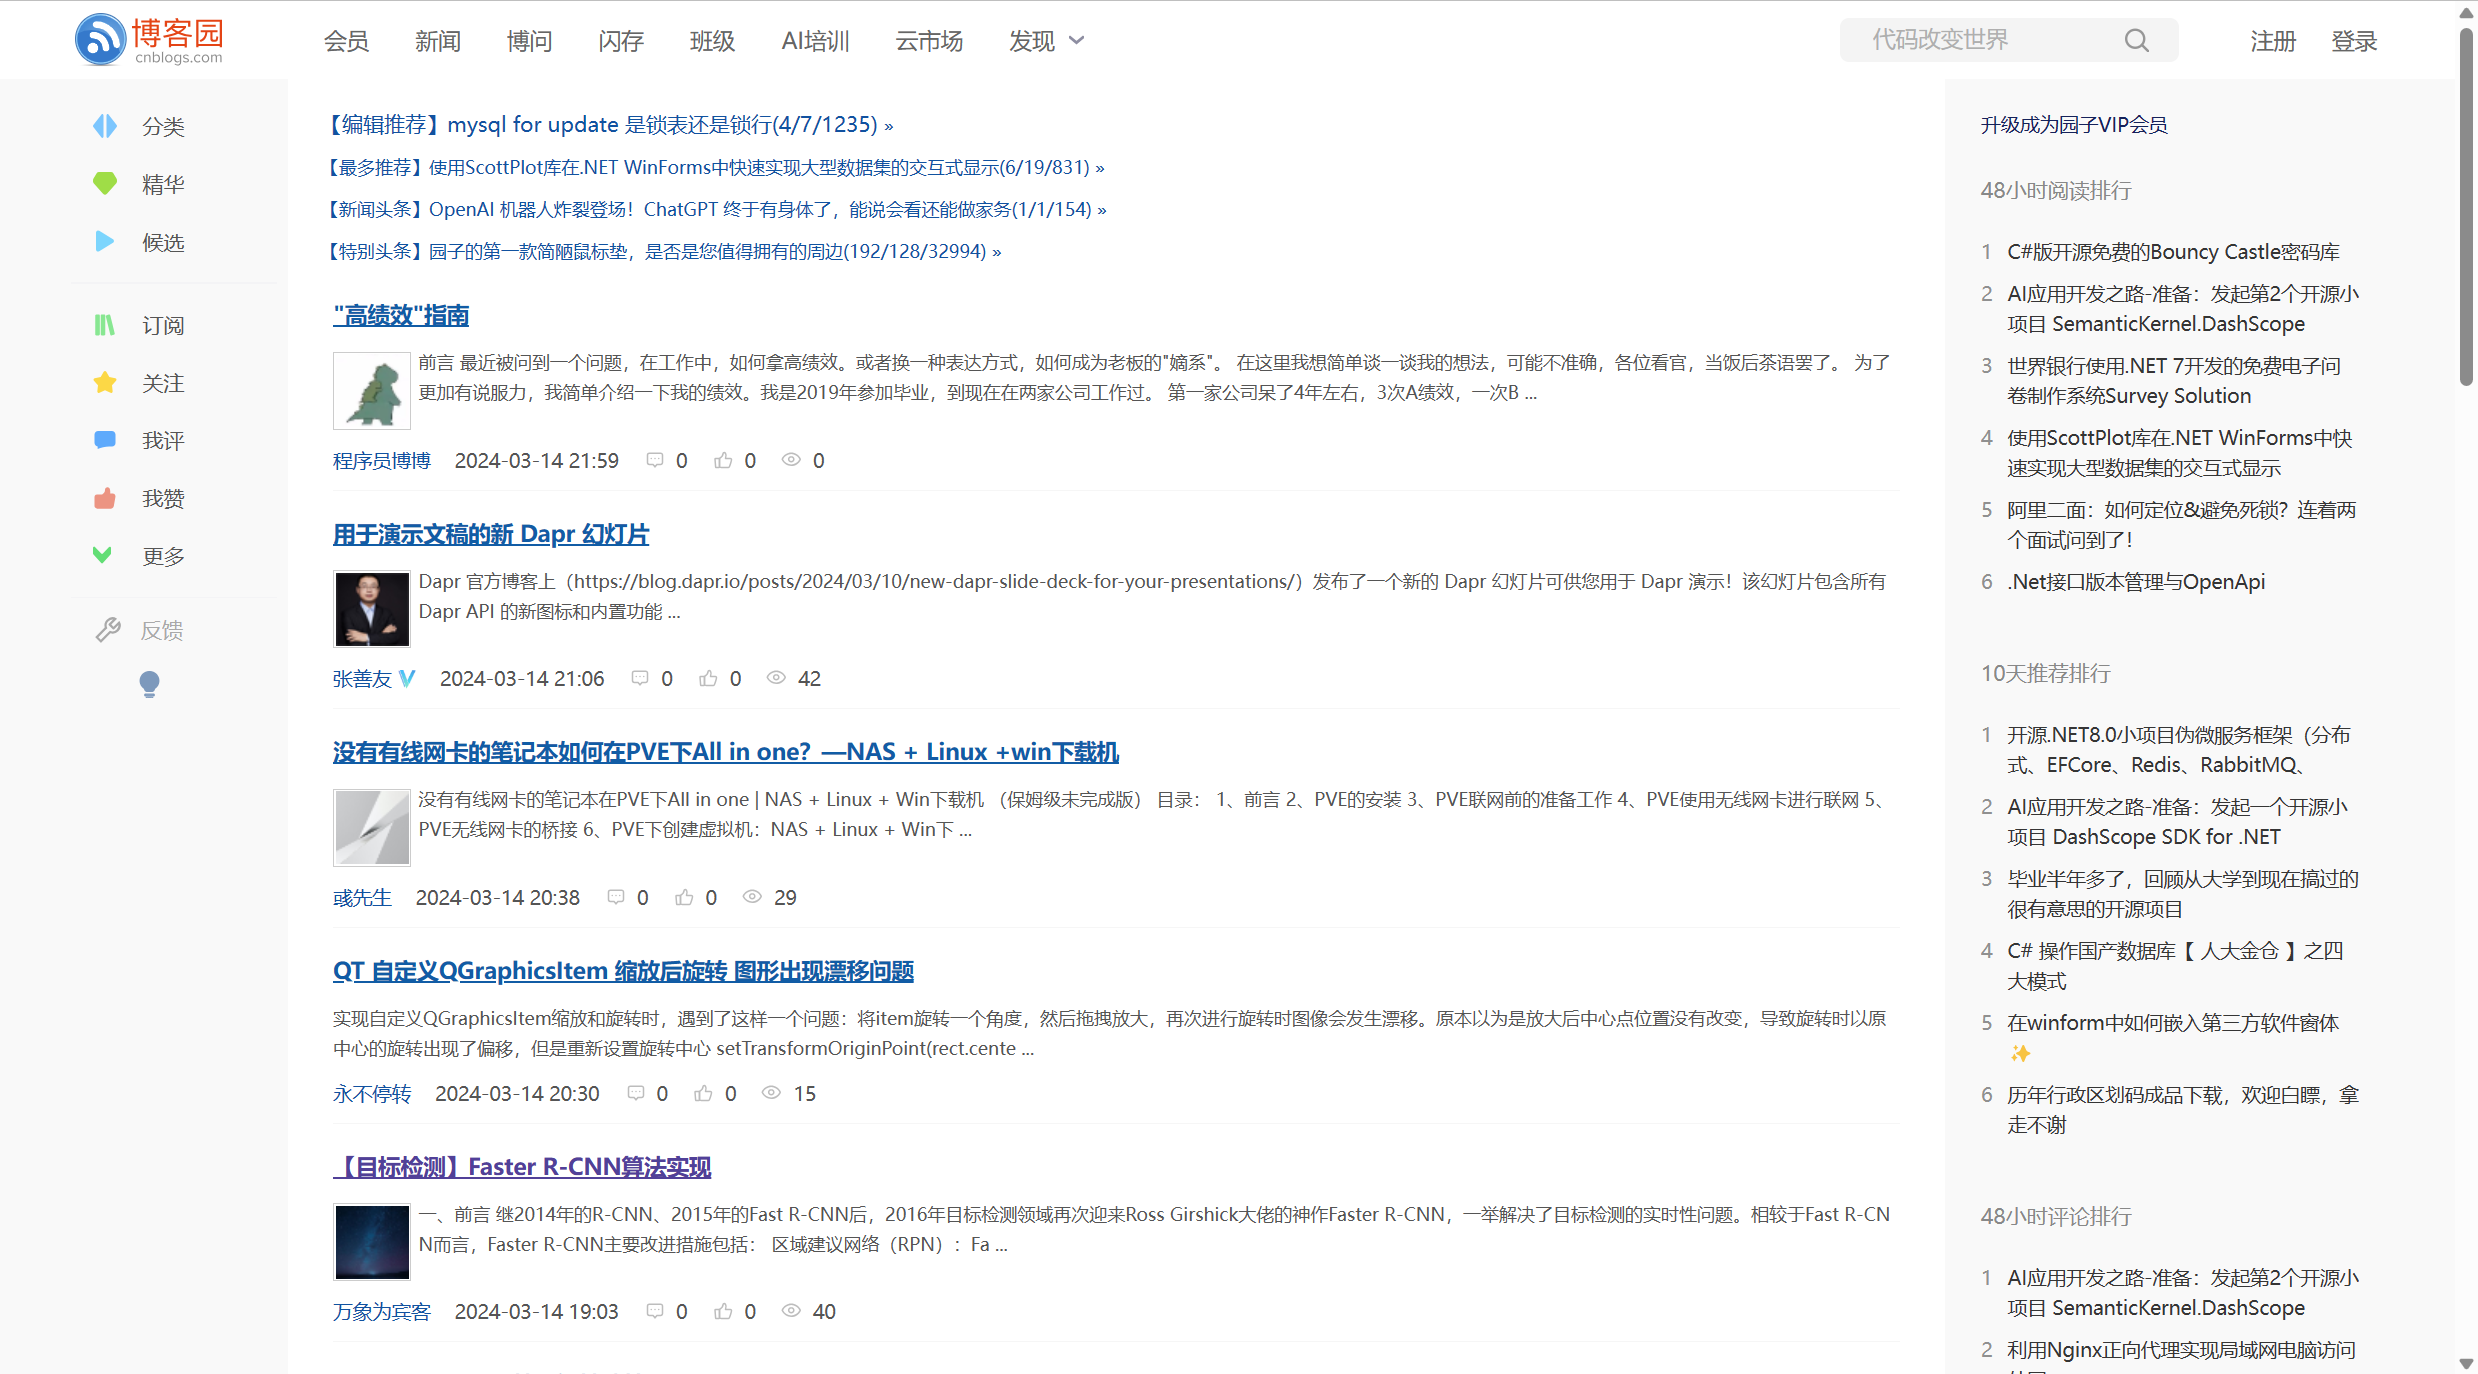 博客园
cnblogs.com
会员 新闻 博问 闪存 班级 AI培训 云市场 发现
代码改变世界
注册 登录
分类
精华
候选
订阅
关注
我评
我赞
更多
反馈
【编辑推荐】mysql for update 是锁表还是锁行(4/7/1235) »
【最多推荐】使用ScottPlot库在.NET WinForms中快速实现大型数据集的交互式显示(6/19/831) »
【新闻头条】OpenAI 机器人炸裂登场！ChatGPT 终于有身体了，能说会看还能做家务(1/1/154) »
【特别头条】园子的第一款简陋鼠标垫，是否是您值得拥有的周边(192/128/32994) »
"高绩效"指南
前言 最近被问到一个问题，在工作中，如何拿高绩效。或者换一种表达方式，如何成为老板的"嫡系"。 在这里我想简单谈一谈我的想法，可能不准确，各位看官，当饭后茶语罢了。 为了
更加有说服力，我简单介绍一下我的绩效。我是2019年参加毕业，到现在在两家公司工作过。 第一家公司呆了4年左右，3次A绩效，一次B ...
程序员博博 2024-03-14 21:59 0 0 0
用于演示文稿的新 Dapr 幻灯片
Dapr 官方博客上（https://blog.dapr.io/posts/2024/03/10/new-dapr-slide-deck-for-your-presentations/）发布了一个新的 Dapr 幻灯片可供您用于 Dapr 演示！该幻灯片包含所有
Dapr API 的新图标和内置功能 ...
张善友 2024-03-14 21:06 0 0 42
没有有线网卡的笔记本如何在PVE下All in one？—NAS + Linux +win下载机
没有有线网卡的笔记本在PVE下All in one | NAS + Linux + Win下载机 （保姆级未完成版） 目录： 1、前言 2、PVE的安装 3、PVE联网前的准备工作 4、PVE使用无线网卡进行联网 5、
PVE无线网卡的桥接 6、PVE下创建虚拟机：NAS + Linux + Win下 ...
彧先生 2024-03-14 20:38 0 0 29
QT 自定义QGraphicsItem 缩放后旋转 图形出现漂移问题
实现自定义QGraphicsItem缩放和旋转时，遇到了这样一个问题：将item旋转一个角度，然后拖拽放大，再次进行旋转时图像会发生漂移。原本以为是放大后中心点位置没有改变，导致旋转时以原
中心的旋转出现了偏移，但是重新设置旋转中心 setTransformOriginPoint(rect.cente ...
永不停转 2024-03-14 20:30 0 0 15
【目标检测】Faster R-CNN算法实现
一、前言 继2014年的R-CNN、2015年的Fast R-CNN后，2016年目标检测领域再次迎来Ross Girshick大佬的神作Faster R-CNN，一举解决了目标检测的实时性问题。相较于Fast R-CN
N而言，Faster R-CNN主要改进措施包括： 区域建议网络（RPN）：Fa ...
万象为宾客 2024-03-14 19:03 0 0 40
升级成为园子VIP会员
48小时阅读排行
1 C#版开源免费的Bouncy Castle密码库
2 AI应用开发之路-准备：发起第2个开源小
项目 SemanticKernel.DashScope
3 世界银行使用.NET 7开发的免费电子问
卷制作系统Survey Solution
4 使用ScottPlot库在.NET WinForms中快
速实现大型数据集的交互式显示
5 阿里二面：如何定位&避免死锁？连着两
个面试问到了！
6 .Net接口版本管理与OpenApi
10天推荐排行
1 开源.NET8.0小项目伪微服务框架（分布
式、EFCore、Redis、RabbitMQ、
2 AI应用开发之路-准备：发起一个开源小
项目 DashScope SDK for .NET
3 毕业半年多了，回顾从大学到现在搞过的
很有意思的开源项目
4 C# 操作国产数据库【 人大金仓 】之四
大模式
5 在winform中如何嵌入第三方软件窗体
✨
6 历年行政区划码成品下载，欢迎白嫖，拿
走不谢
48小时评论排行
1 AI应用开发之路-准备：发起第2个开源小
项目 SemanticKernel.DashScope
2 利用Nginx正向代理实现局域网电脑访问